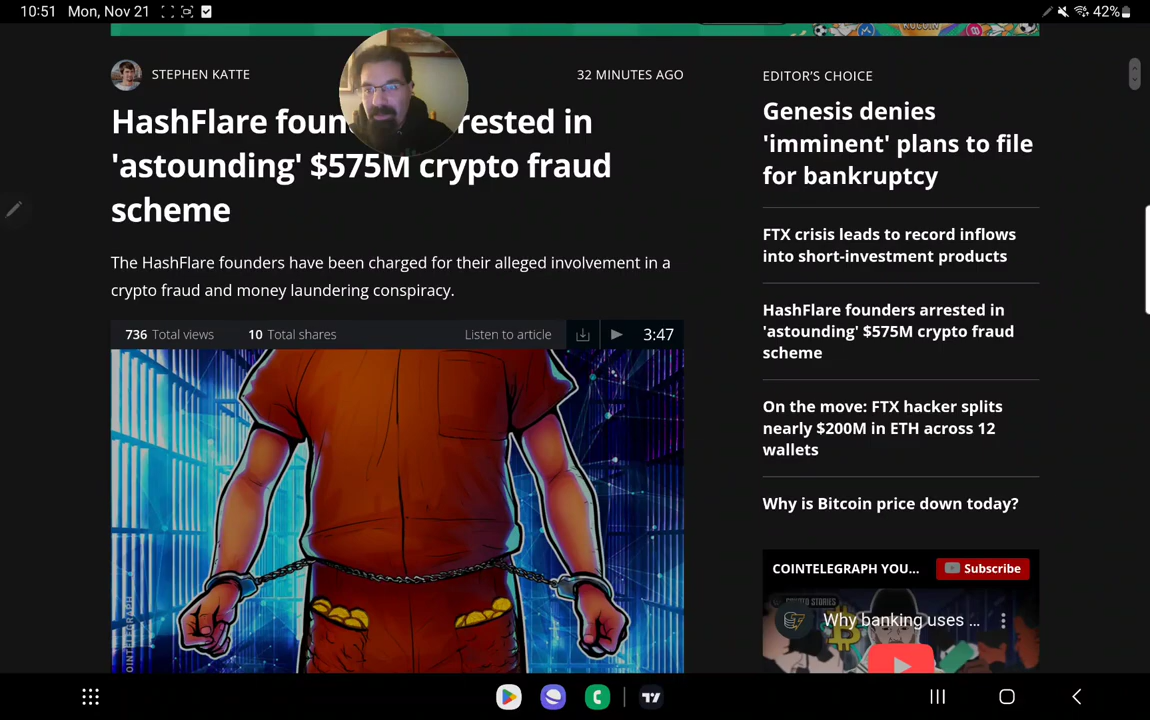 10:51 Mon, Nov 21
42%
KUCOIN
STEPHEN KATTE
32 MINUTES AGO
HashFlare foun rested in
'astounding' $575M crypto fraud
scheme
The HashFlare founders have been charged for their alleged involvement in a
crypto fraud and money laundering conspiracy.
736 Total views
10 Total shares
Listen to article
3:47
COINTELEGRAPH
EDITOR'S CHOICE
Genesis denies
'imminent' plans to file
for bankruptcy
FTX crisis leads to record inflows
into short-investment products
HashFlare founders arrested in
'astounding' $575M crypto fraud
scheme
On the move: FTX hacker splits
nearly $200M in ETH across 12
wallets
Why is Bitcoin price down today?
COINTELEGRAPH YOU...
Subscribe
Why banking uses ...